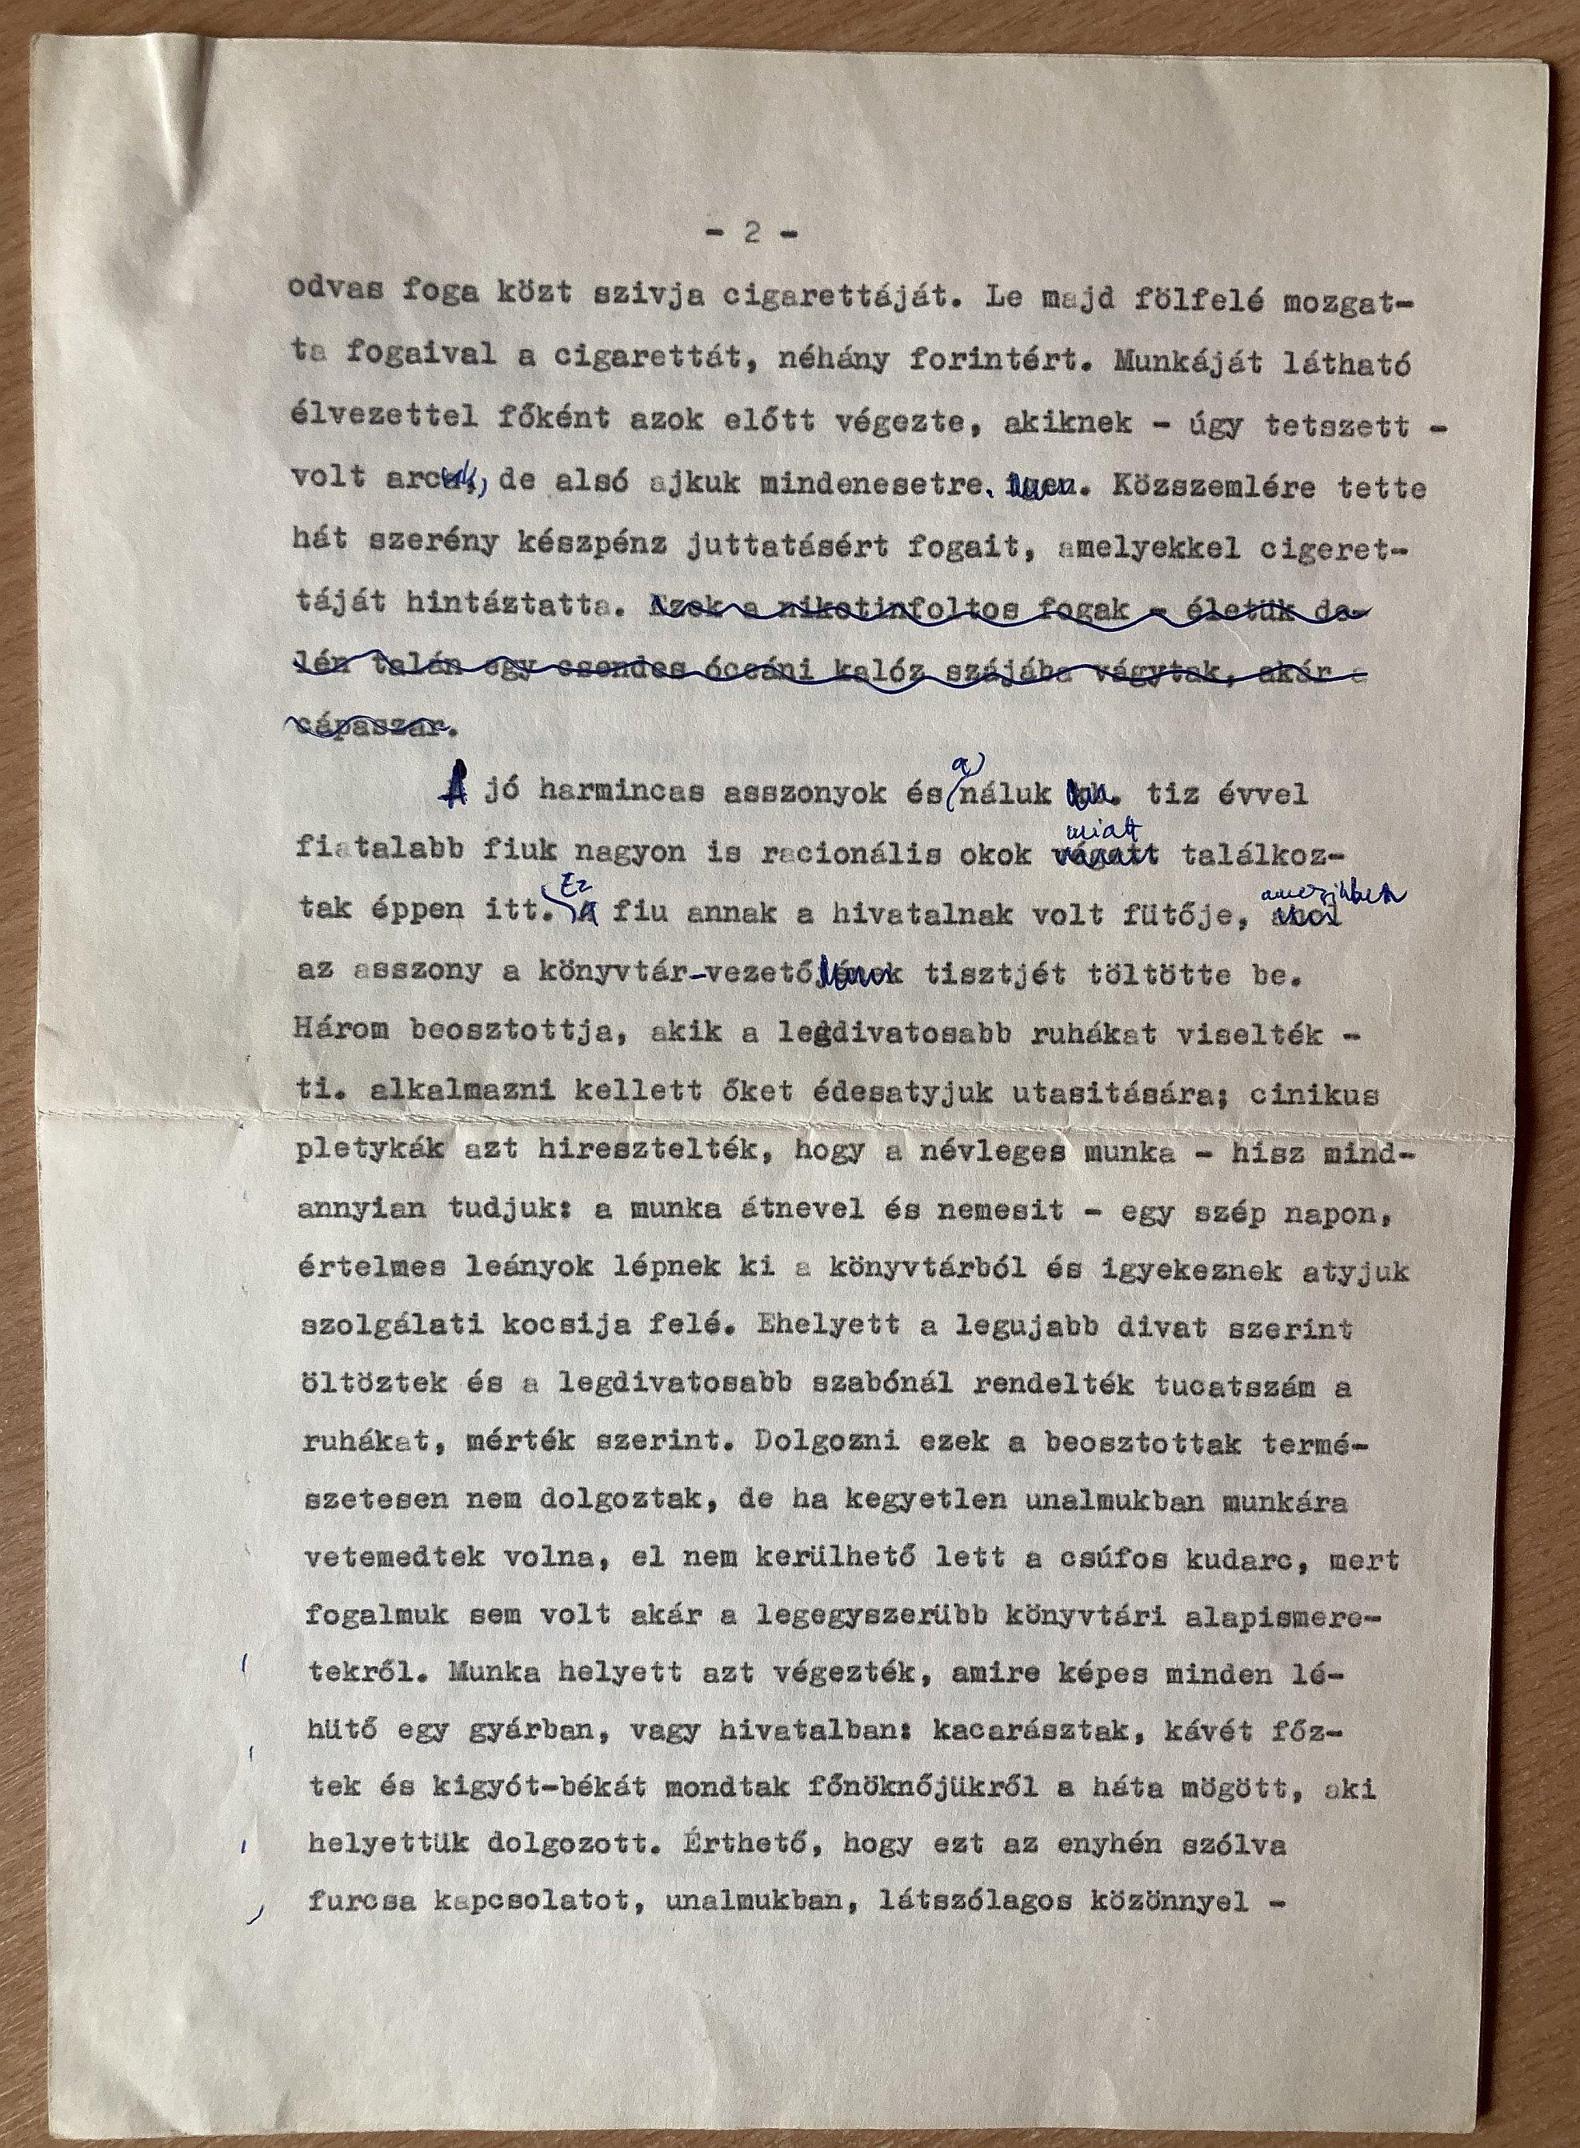 - 2 -
odvas foga közt szivja cigarettáját. Le majd fölfelé mozgat-
ta fogaival a cigarettát, néhány forintért. Munkáját látható
élvezettel főként azok előtt végezte, akiknek - úgy tetszett -
volt de alsó ajkuk mindenesetre. igen. Közszemlére tette
hát szerény készpénz juttatásért fogait, amelyekkel cigeret-
táját hintáztatta. Ezek a nikotinfoltos fogak - életük de-
lén talán egy csendes óceáni kalóz szájába vágytak, akár a
cápaszar.
A jó harmincas asszonyok és a náluk kb. tiz évvel
miatt
fiatalabb fiuk nagyon is racionális okok végett találkoz-
Ez amezikben
tak éppen itt. a fiu annak a hivatalnak volt fütője, ahol
az asszony a könyvtár-vezetőjének tisztjét töltötte be.
Három beosztottja, akik a legdivatosabb ruhákat viselték -
ti. alkalmazni kellett őket édesatyjuk utasitására; cinikus
pletykák azt hiresztelték, hogy a névleges munka - hisz mind-
annyian tudjuk: a munka átnevel és nemesit - egy szép napon,
értelmes leányok lépnek ki a könyvtárból és igyekeznek atyjuk
szolgálati kocsija felé. Ehelyett a legujabb divat szerint
öltöztek és a legdivatosabb szabónál rendelték tucatszám a
ruhákat, mérték szerint. Dolgozni ezek a beosztottak termé-
szetesen nem dolgoztak, de ha kegyetlen unalmukban munkára
vetemedtek volna, el nem kerülhető lett a csúfos kudarc, mert
fogalmuk sem volt akár a legegyszerübb könyvtári alapismere-
tekről. Munka helyett azt végezték, amire képes minden lé-
hütő egy gyárban, vagy hivatalban: kacarásztak, kávét főz-
tek és kigyót-békát mondtak főnöknőjükről a háta mögött, aki
helyettük dolgozott. Érthető, hogy ezt az enyhén szólva
furcsa kapcsolatot, unalmukban, látszólagos közönnyel -